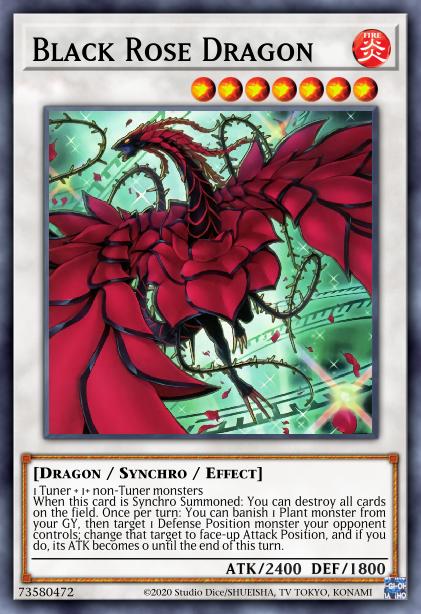 BLACK ROSE DRAGON
FIRE
炎
[DRAGON / SYNCHRO / EFFECT]
1 Tuner + 1+ non-Tuner monsters
When this card is Synchro Summoned: You can destroy all cards
on the field. Once per turn: You can banish 1 Plant monster from
your GY, then target 1 Defense Position monster your opponent
controls; change that target to face-up Attack Position, and if you
do, its ATK becomes 0 until the end of this turn.
ATK/2400 DEF/1800
73580472 ©2020 Studio Dice/SHUEISHA, TV TOKYO, KONAMI